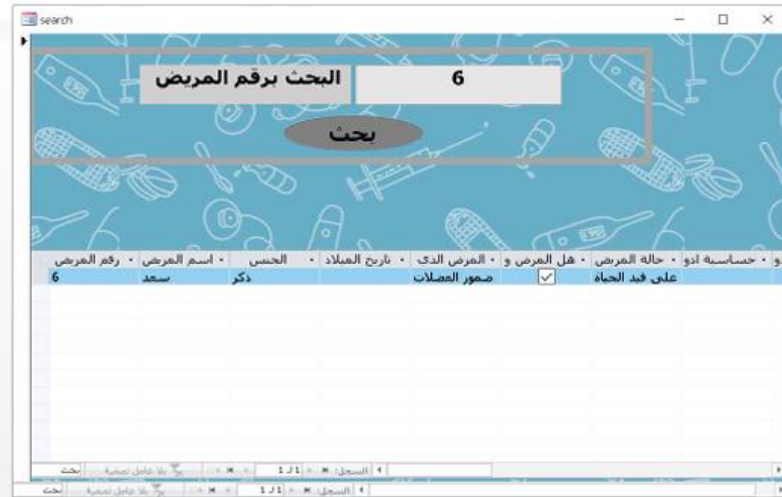 search
البحث برقم المريض 6
بحث
رقم المريض اسم المريض الجنس تاريخ الميلاد المرض الذي هل المرض و حالة المريض حساسية ادو
6 سعد ذكر ضمور العضلات على قيد الحياة
السجل: 1 لـ 1 بلا عامل تصفية بحث
السجل: 1 لـ 1 بلا عامل تصفية بحث